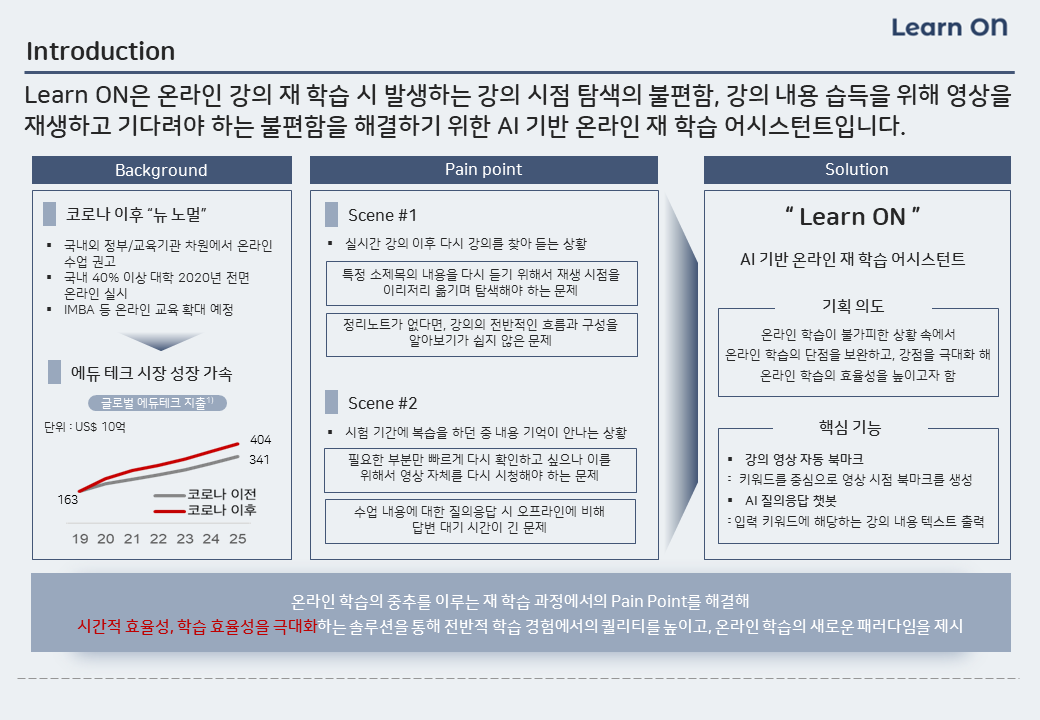 Learn ON
Introduction
Learn ON은 온라인 강의 재 학습 시 발생하는 강의 시점 탐색의 불편함, 강의 내용 습득을 위해 영상을
재생하고 기다려야 하는 불편함을 해결하기 위한 AI 기반 온라인 재 학습 어시스턴트입니다.
Background
코로나 이후 “뉴 노멀”
▪ 국내외 정부/교육기관 차원에서 온라인
수업 권고
▪ 국내 40% 이상 대학 2020년 전면
온라인 실시
▪ IMBA 등 온라인 교육 확대 예정
에듀 테크 시장 성장 가속
글로벌 에듀테크 지출1)
단위 : US$ 10억
404
341
163
코로나 이전
코로나 이후
19 20 21 22 23 24 25
Pain point
Scene #1
▪ 실시간 강의 이후 다시 강의를 찾아 듣는 상황
특정 소제목의 내용을 다시 듣기 위해서 재생 시점을
이리저리 옮기며 탐색해야 하는 문제
정리노트가 없다면, 강의의 전반적인 흐름과 구성을
알아보기가 쉽지 않은 문제
Scene #2
▪ 시험 기간에 복습을 하던 중 내용 기억이 안나는 상황
필요한 부분만 빠르게 다시 확인하고 싶으나 이를
위해서 영상 자체를 다시 시청해야 하는 문제
수업 내용에 대한 질의응답 시 오프라인에 비해
답변 대기 시간이 긴 문제
Solution
“ Learn ON ”
AI 기반 온라인 재 학습 어시스턴트
기획 의도
온라인 학습이 불가피한 상황 속에서
온라인 학습의 단점을 보완하고, 강점을 극대화 해
온라인 학습의 효율성을 높이고자 함
핵심 기능
▪ 강의 영상 자동 북마크
: 키워드를 중심으로 영상 시점 북마크를 생성
▪ AI 질의응답 챗봇
: 입력 키워드에 해당하는 강의 내용 텍스트 출력
온라인 학습의 중추를 이루는 재 학습 과정에서의 Pain Point를 해결해
시간적 효율성, 학습 효율성을 극대화하는 솔루션을 통해 전반적 학습 경험에서의 퀄리티를 높이고, 온라인 학습의 새로운 패러다임을 제시